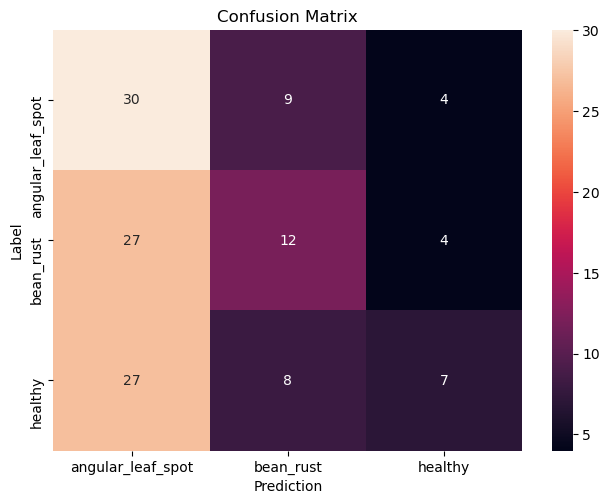 Confusion Matrix
Label
angular_leaf_spot
30 9 4
bean_rust
27 12 4
healthy
27 8 7
angular_leaf_spot bean_rust healthy
Prediction
30
25
20
15
10
5